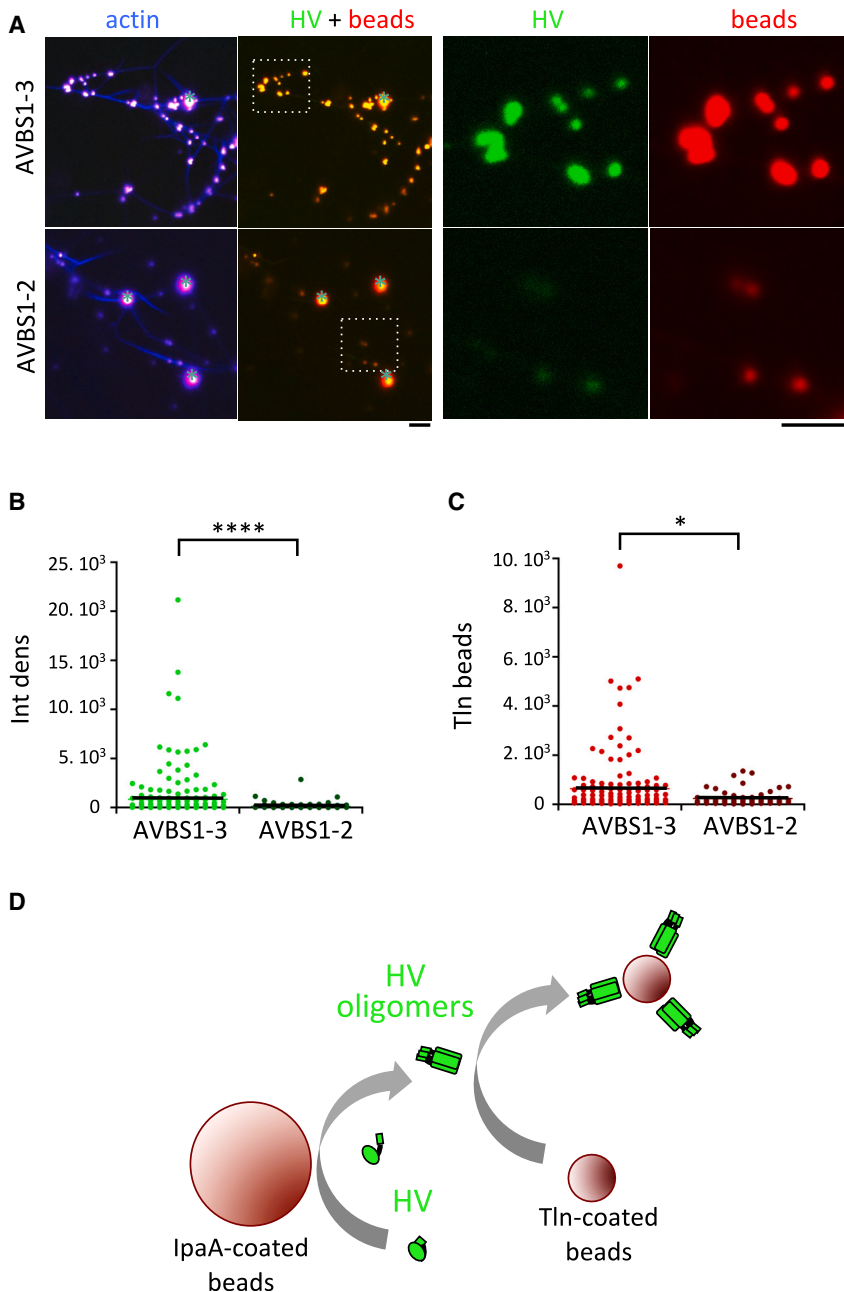 A
actin
HV + beads
HV
beads
AVBS1-3
AVBS1-2
B
****
25. 10³
20. 10³
15. 10³
10. 10³
5. 10³
0
Int dens
AVBS1-3
AVBS1-2
C
*
10. 10³
8. 10³
6. 10³
4. 10³
2. 10³
0
Tln beads
AVBS1-3
AVBS1-2
D
HV
oligomers
HV
IpaA-coated
beads
Tln-coated
beads